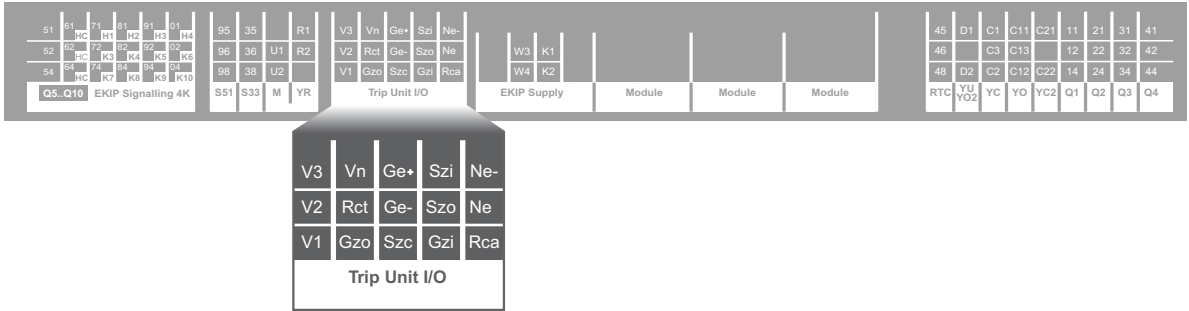 61 71 81 91 01
51 HC H1 H2 H3 H4 95 35 R1 V3 Vn Ge+ Szi Ne- 45 D1 C1 C11 C21 11 21 31 41
62 72 82 92 02
52 HC K3 K4 K5 K6 96 36 U1 R2 V2 Rct Ge- Szo Ne W3 K1 46 C3 C13 12 22 32 42
64 74 84 94 04
54 HC K7 K8 K9 K10 98 38 U2 V1 Gzo Szc Gzi Rca W4 K2 48 D2 C2 C12 C22 14 24 34 44
Q5..Q10 EKIP Signalling 4K S51 S33 M YR Trip Unit I/O EKIP Supply Module Module Module RTC YU YO2 YC YO YC2 Q1 Q2 Q3 Q4
V3 Vn Ge+ Szi Ne-
V2 Rct Ge- Szo Ne
V1 Gzo Szc Gzi Rca
Trip Unit I/O